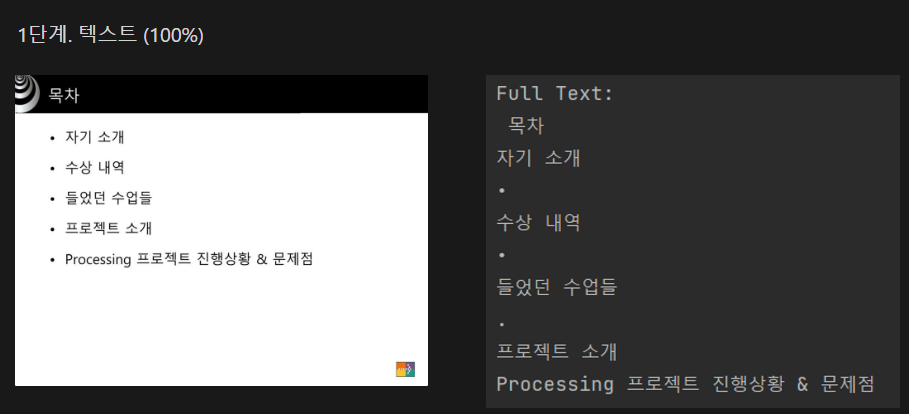 1단계. 텍스트 (100%)
목차
• 자기 소개
• 수상 내역
• 들었던 수업들
• 프로젝트 소개
• Processing 프로젝트 진행상황 & 문제점
Full Text:
목차
자기 소개
•
수상 내역
•
들었던 수업들
.
프로젝트 소개
Processing 프로젝트 진행상황 & 문제점